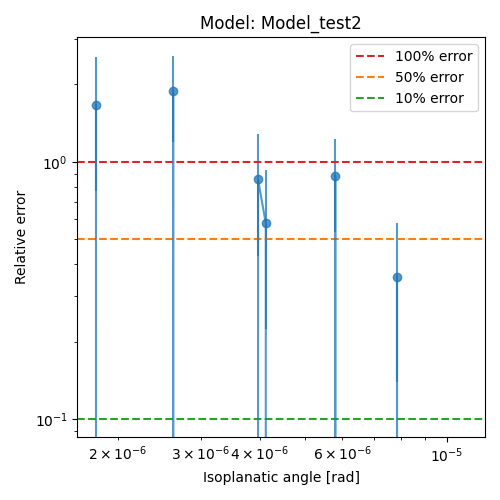 Model: Model_test2
100% error
50% error
10% error
Relative error
10⁰
10⁻¹
2 × 10⁻⁶ 3 × 10⁻⁶ 4 × 10⁻⁶ 6 × 10⁻⁶ 10⁻⁵
Isoplanatic angle [rad]